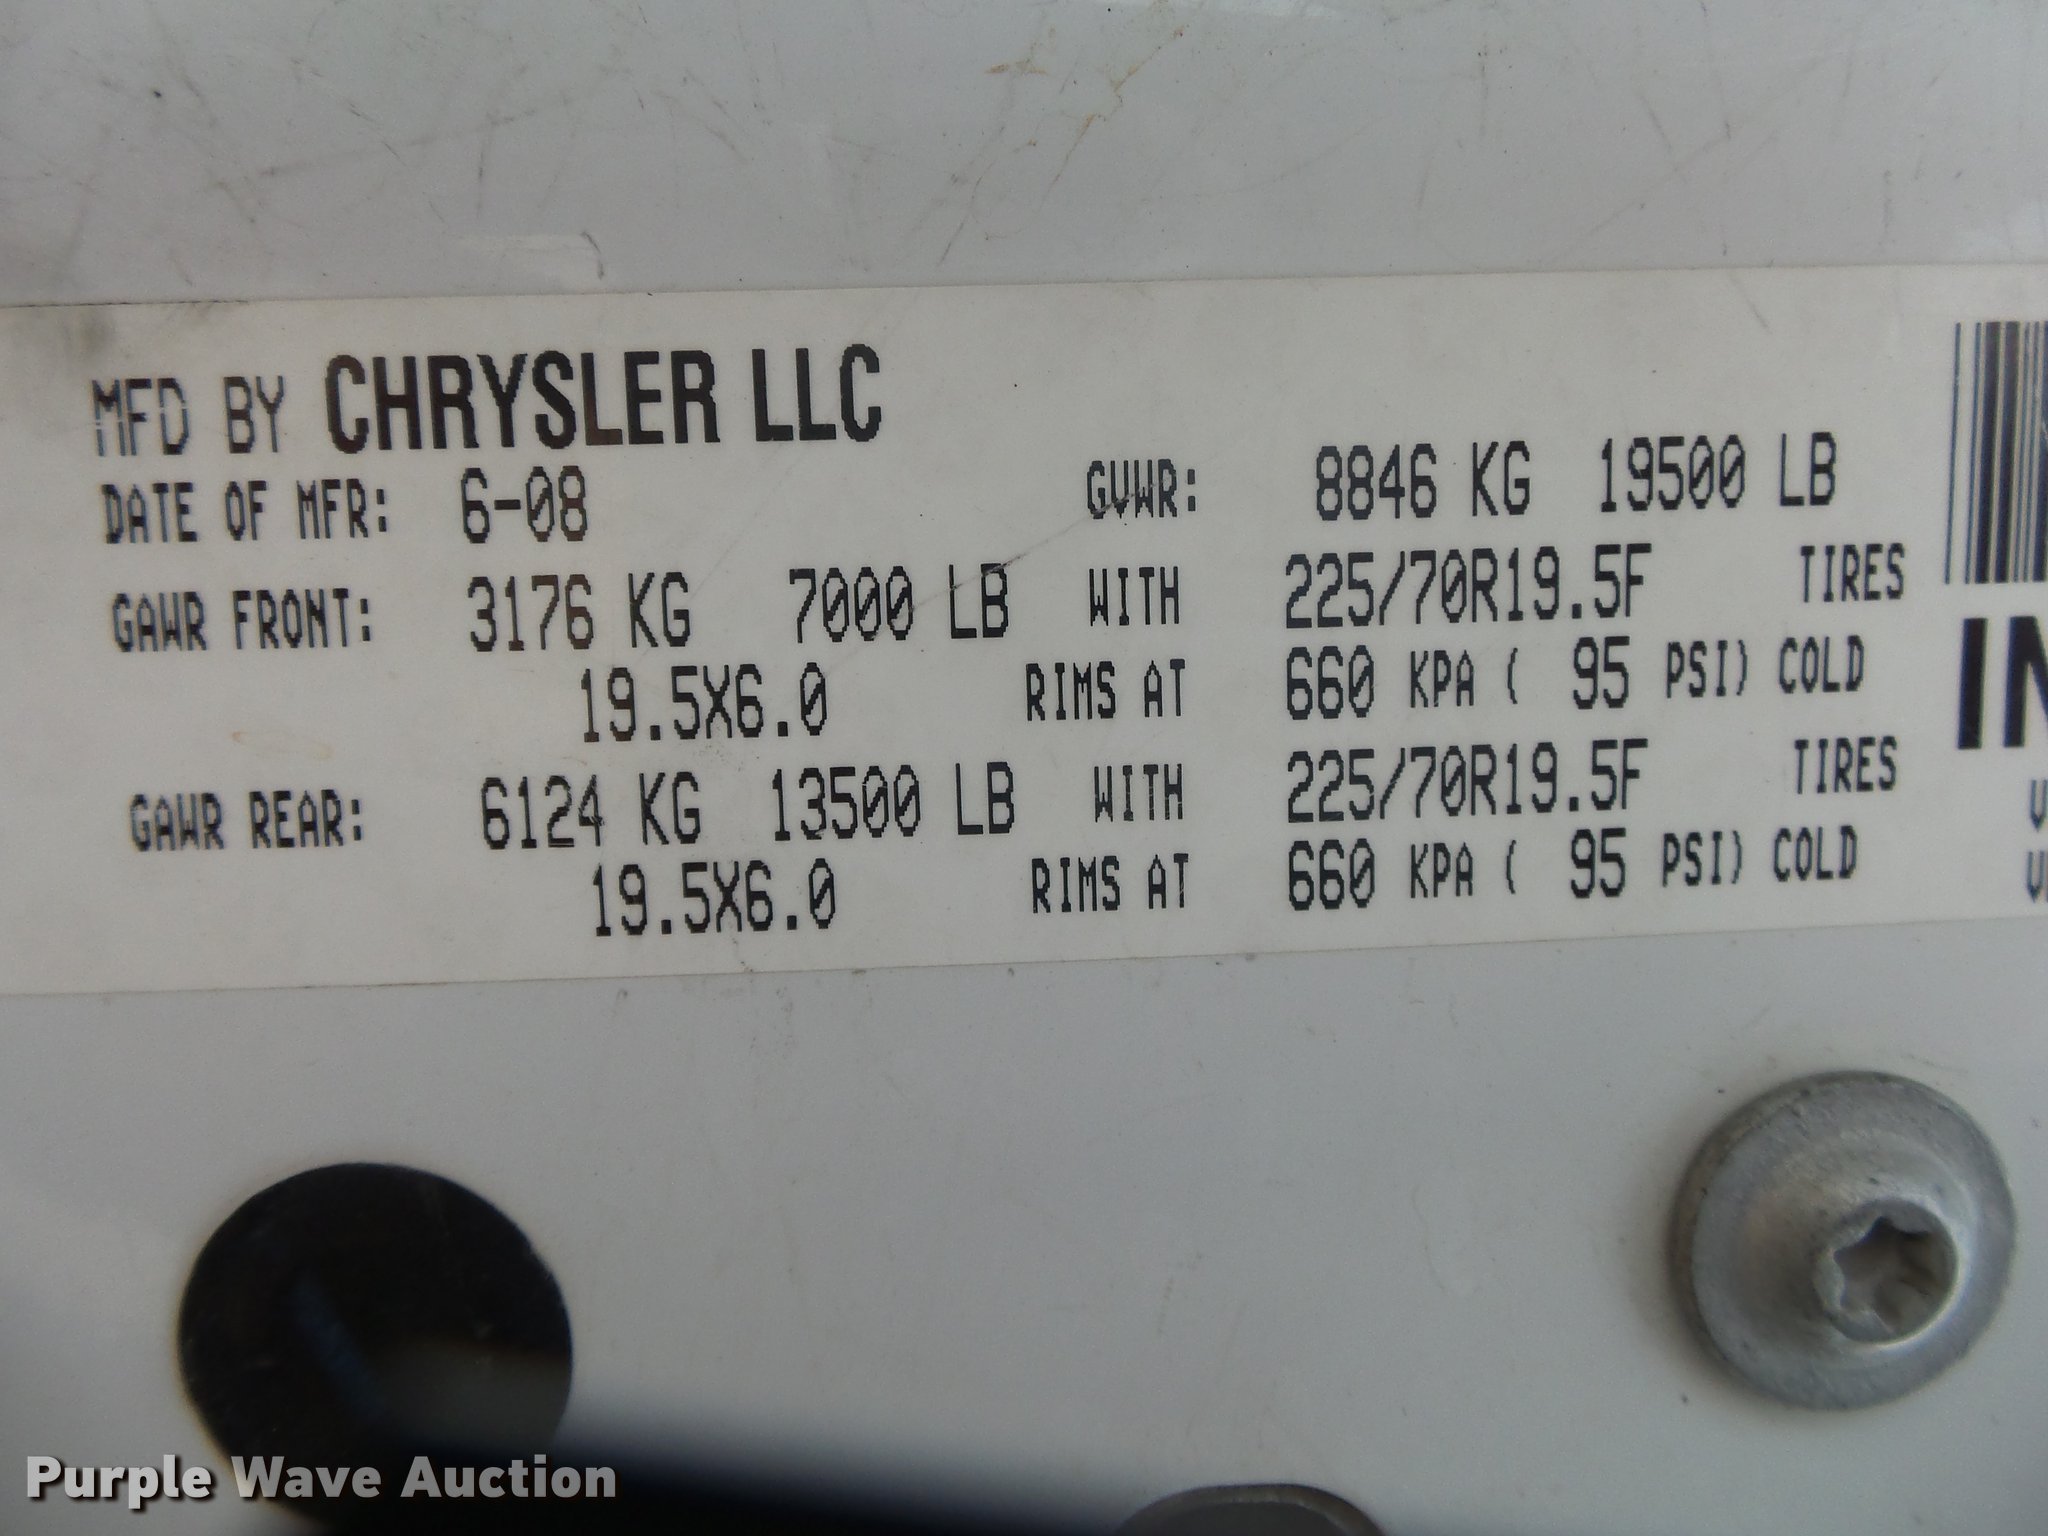 MFD BY CHRYSLER LLC
DATE OF MFR: 6-08 GVWR: 8846 KG 19500 LB
GAWR FRONT: 3176 KG 7000 LB WITH 225/70R19.5F TIRES
19.5X6.0 RIMS AT 660 KPA ( 95 PSI) COLD
GAWR REAR: 6124 KG 13500 LB WITH 225/70R19.5F TIRES
19.5X6.0 RIMS AT 660 KPA ( 95 PSI) COLD
Purple Wave Auction